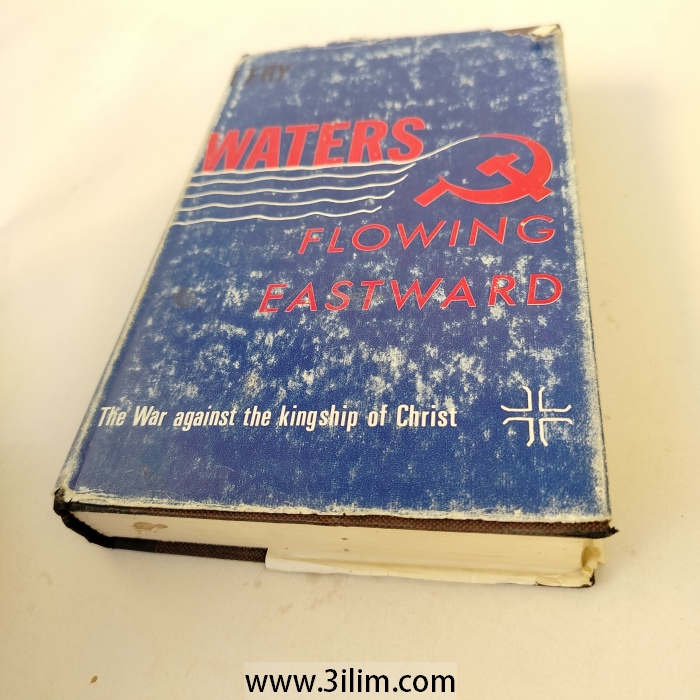 FRY
WATERS
FLOWING
EASTWARD
The War against the kingship of Christ
www.3ilim.com